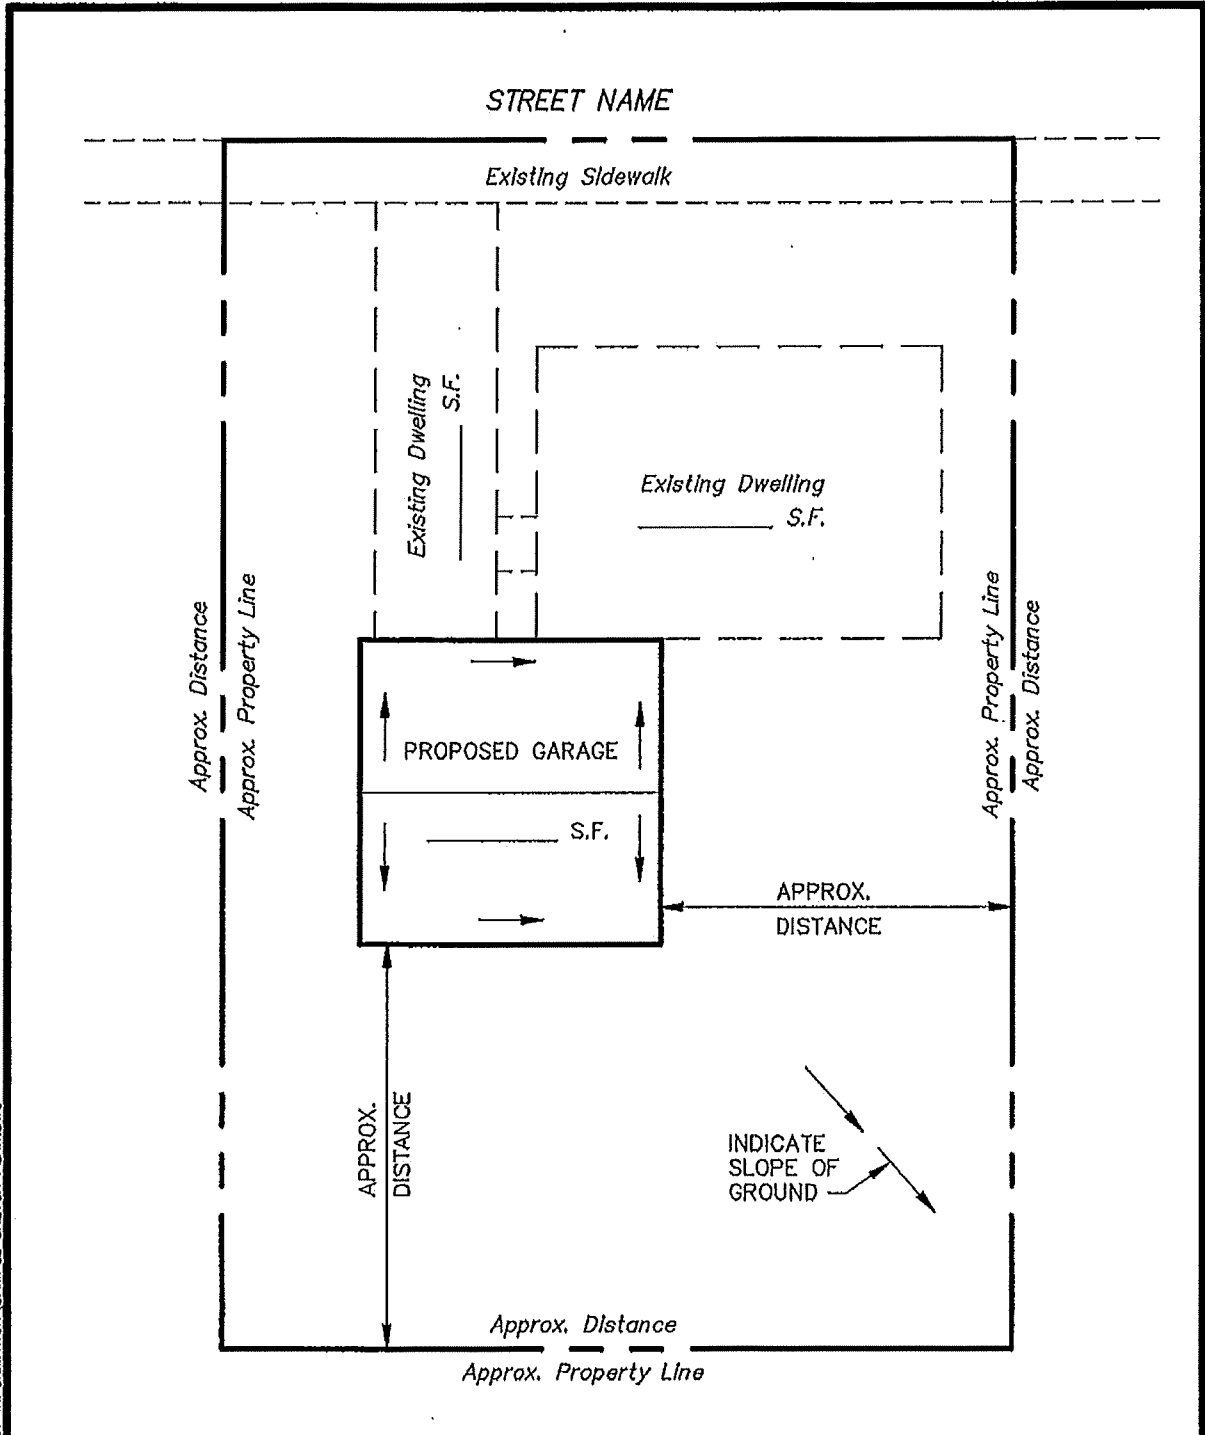 STREET NAME
Existing Sidewalk
Existing Dwelling
S.F.
Existing Dwelling
S.F.
Approx. Distance
Approx. Property Line
Approx. Property Line
Approx. Distance
PROPOSED GARAGE
S.F.
APPROX.
DISTANCE
APPROX.
DISTANCE
INDICATE
SLOPE OF
GROUND
Approx. Distance
Approx. Property Line